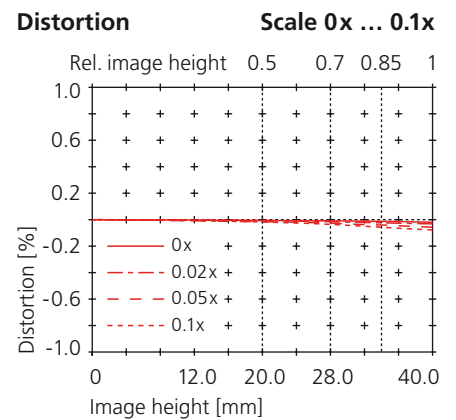 Distortion Scale 0x … 0.1x
Rel. image height 0.5 0.7 0.85 1
1.0
0.6
0.2
-0.2
-0.6
-1.0
Distortion [%]
0x
0.02x
0.05x
0.1x
0 12.0 20.0 28.0 40.0
Image height [mm]